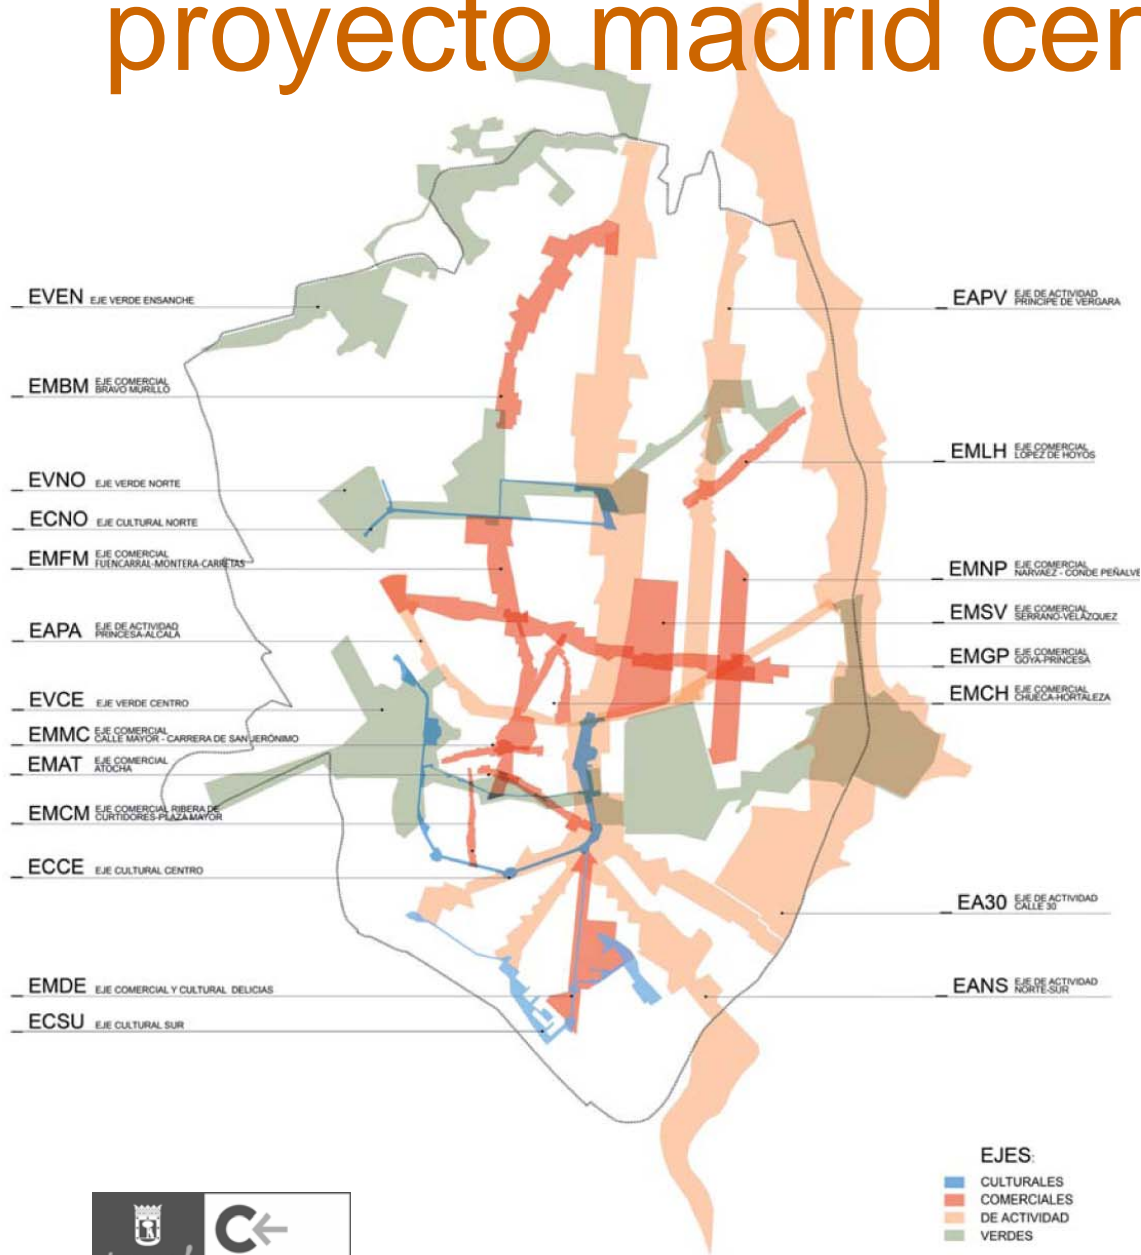 proyecto madrid cer
EVEN EJE VERDE ENSANCHE
EMBM EJE COMERCIAL
BRAVO MURILLO
EVNO EJE VERDE NORTE
ECNO EJE CULTURAL NORTE
EMFM EJE COMERCIAL
FUENCARRAL-MONTERA-CARRETAS
EAPA EJE DE ACTIVIDAD
PRINCESA-ALCALÁ
EVCE EJE VERDE CENTRO
EMMC EJE COMERCIAL
CALLE MAYOR - CARRERA DE SAN JERÓNIMO
EMAT EJE COMERCIAL
ATOCHA
EMCM EJE COMERCIAL RIBERA DE
CURTIDORES-PLAZA MAYOR
ECCE EJE CULTURAL CENTRO
EMDE EJE COMERCIAL Y CULTURAL DELICIAS
ECSU EJE CULTURAL SUR
EAPV EJE DE ACTIVIDAD
PRINCIPE DE VERGARA
EMLH EJE COMERCIAL
LOPEZ DE HOYOS
EMNP EJE COMERCIAL
NARVAEZ - CONDE PEÑALVE
EMSV EJE COMERCIAL
SERRANO-VELAZQUEZ
EMGP EJE COMERCIAL
GOYA-PRINCESA
EMCH EJE COMERCIAL
CHUECA-HORTALEZA
EA30 EJE DE ACTIVIDAD
CALLE 30
EANS EJE DE ACTIVIDAD
NORTE-SUR
EJES:
CULTURALES
COMERCIALES
DE ACTIVIDAD
VERDES